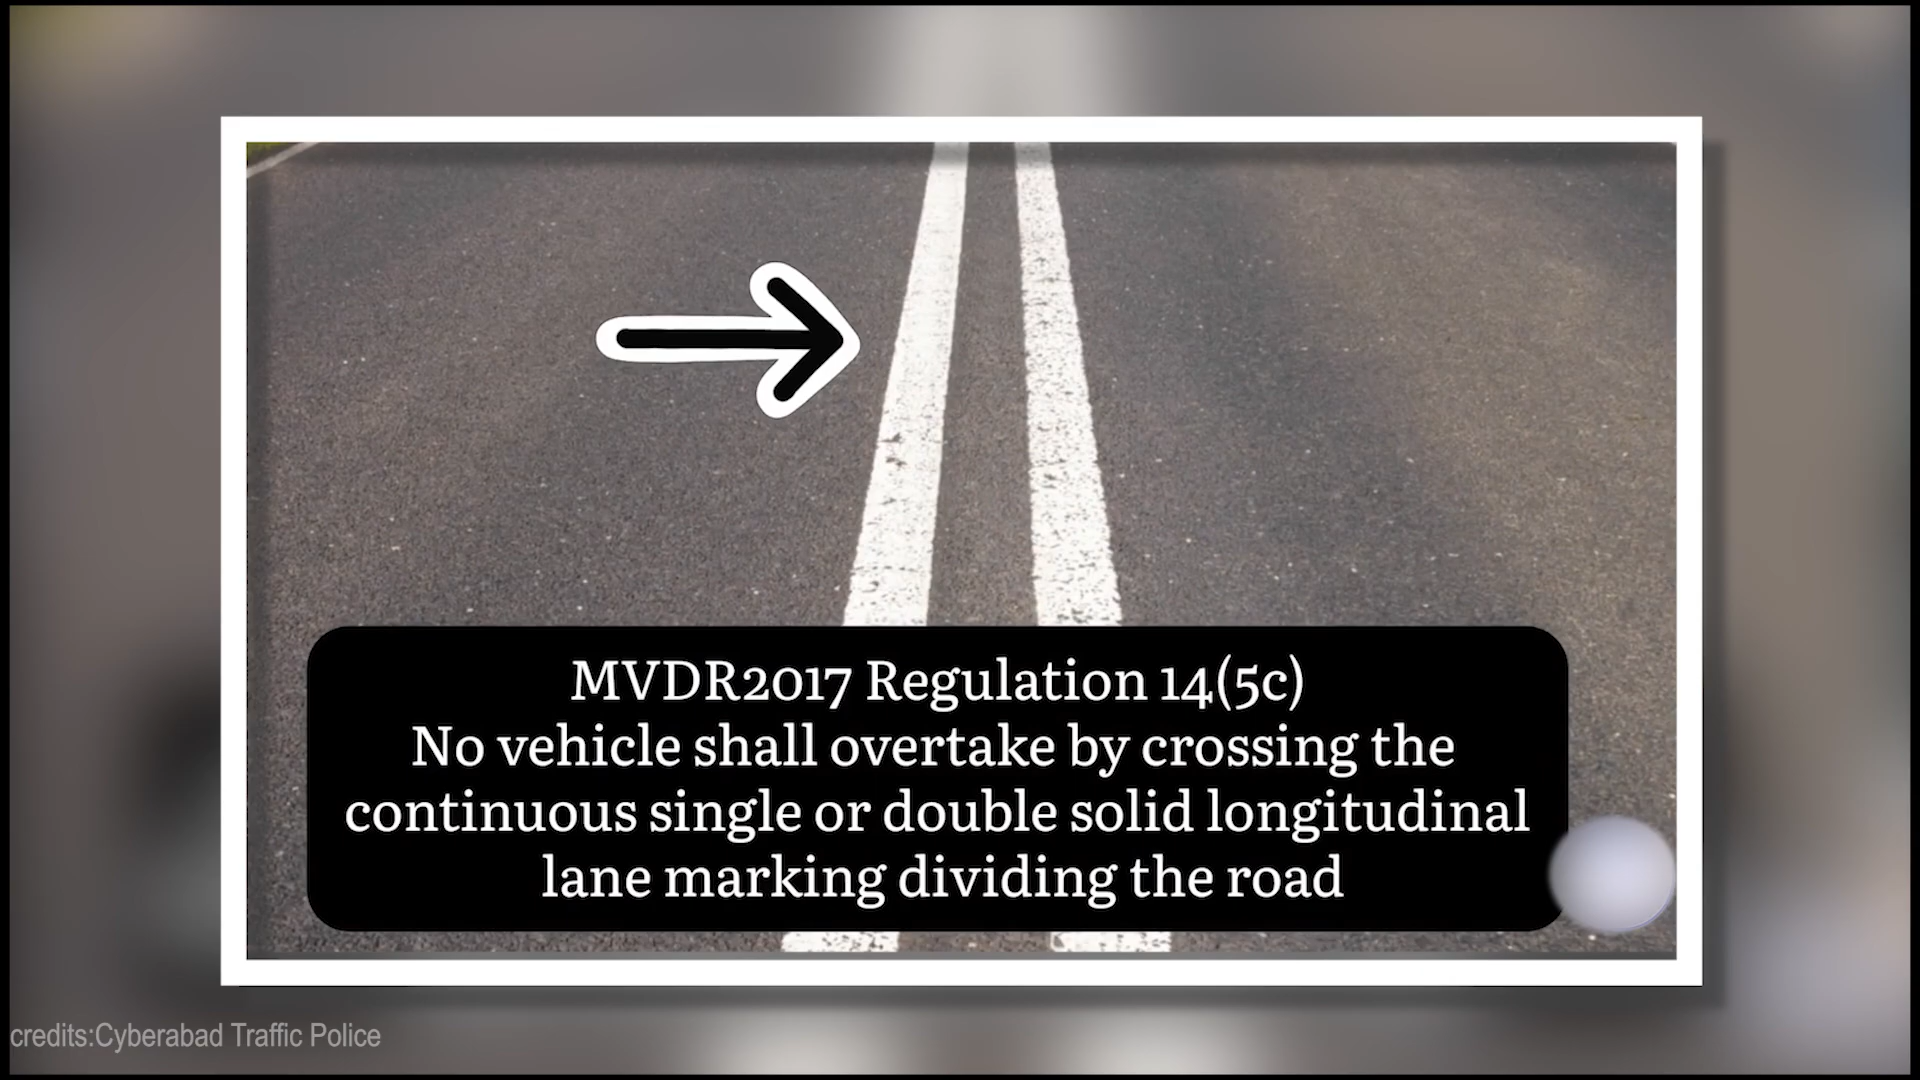 MVDR2017 Regulation 14(5c)
No vehicle shall overtake by crossing the
continuous single or double solid longitudinal
lane marking dividing the road
credits:Cyberabad Traffic Police